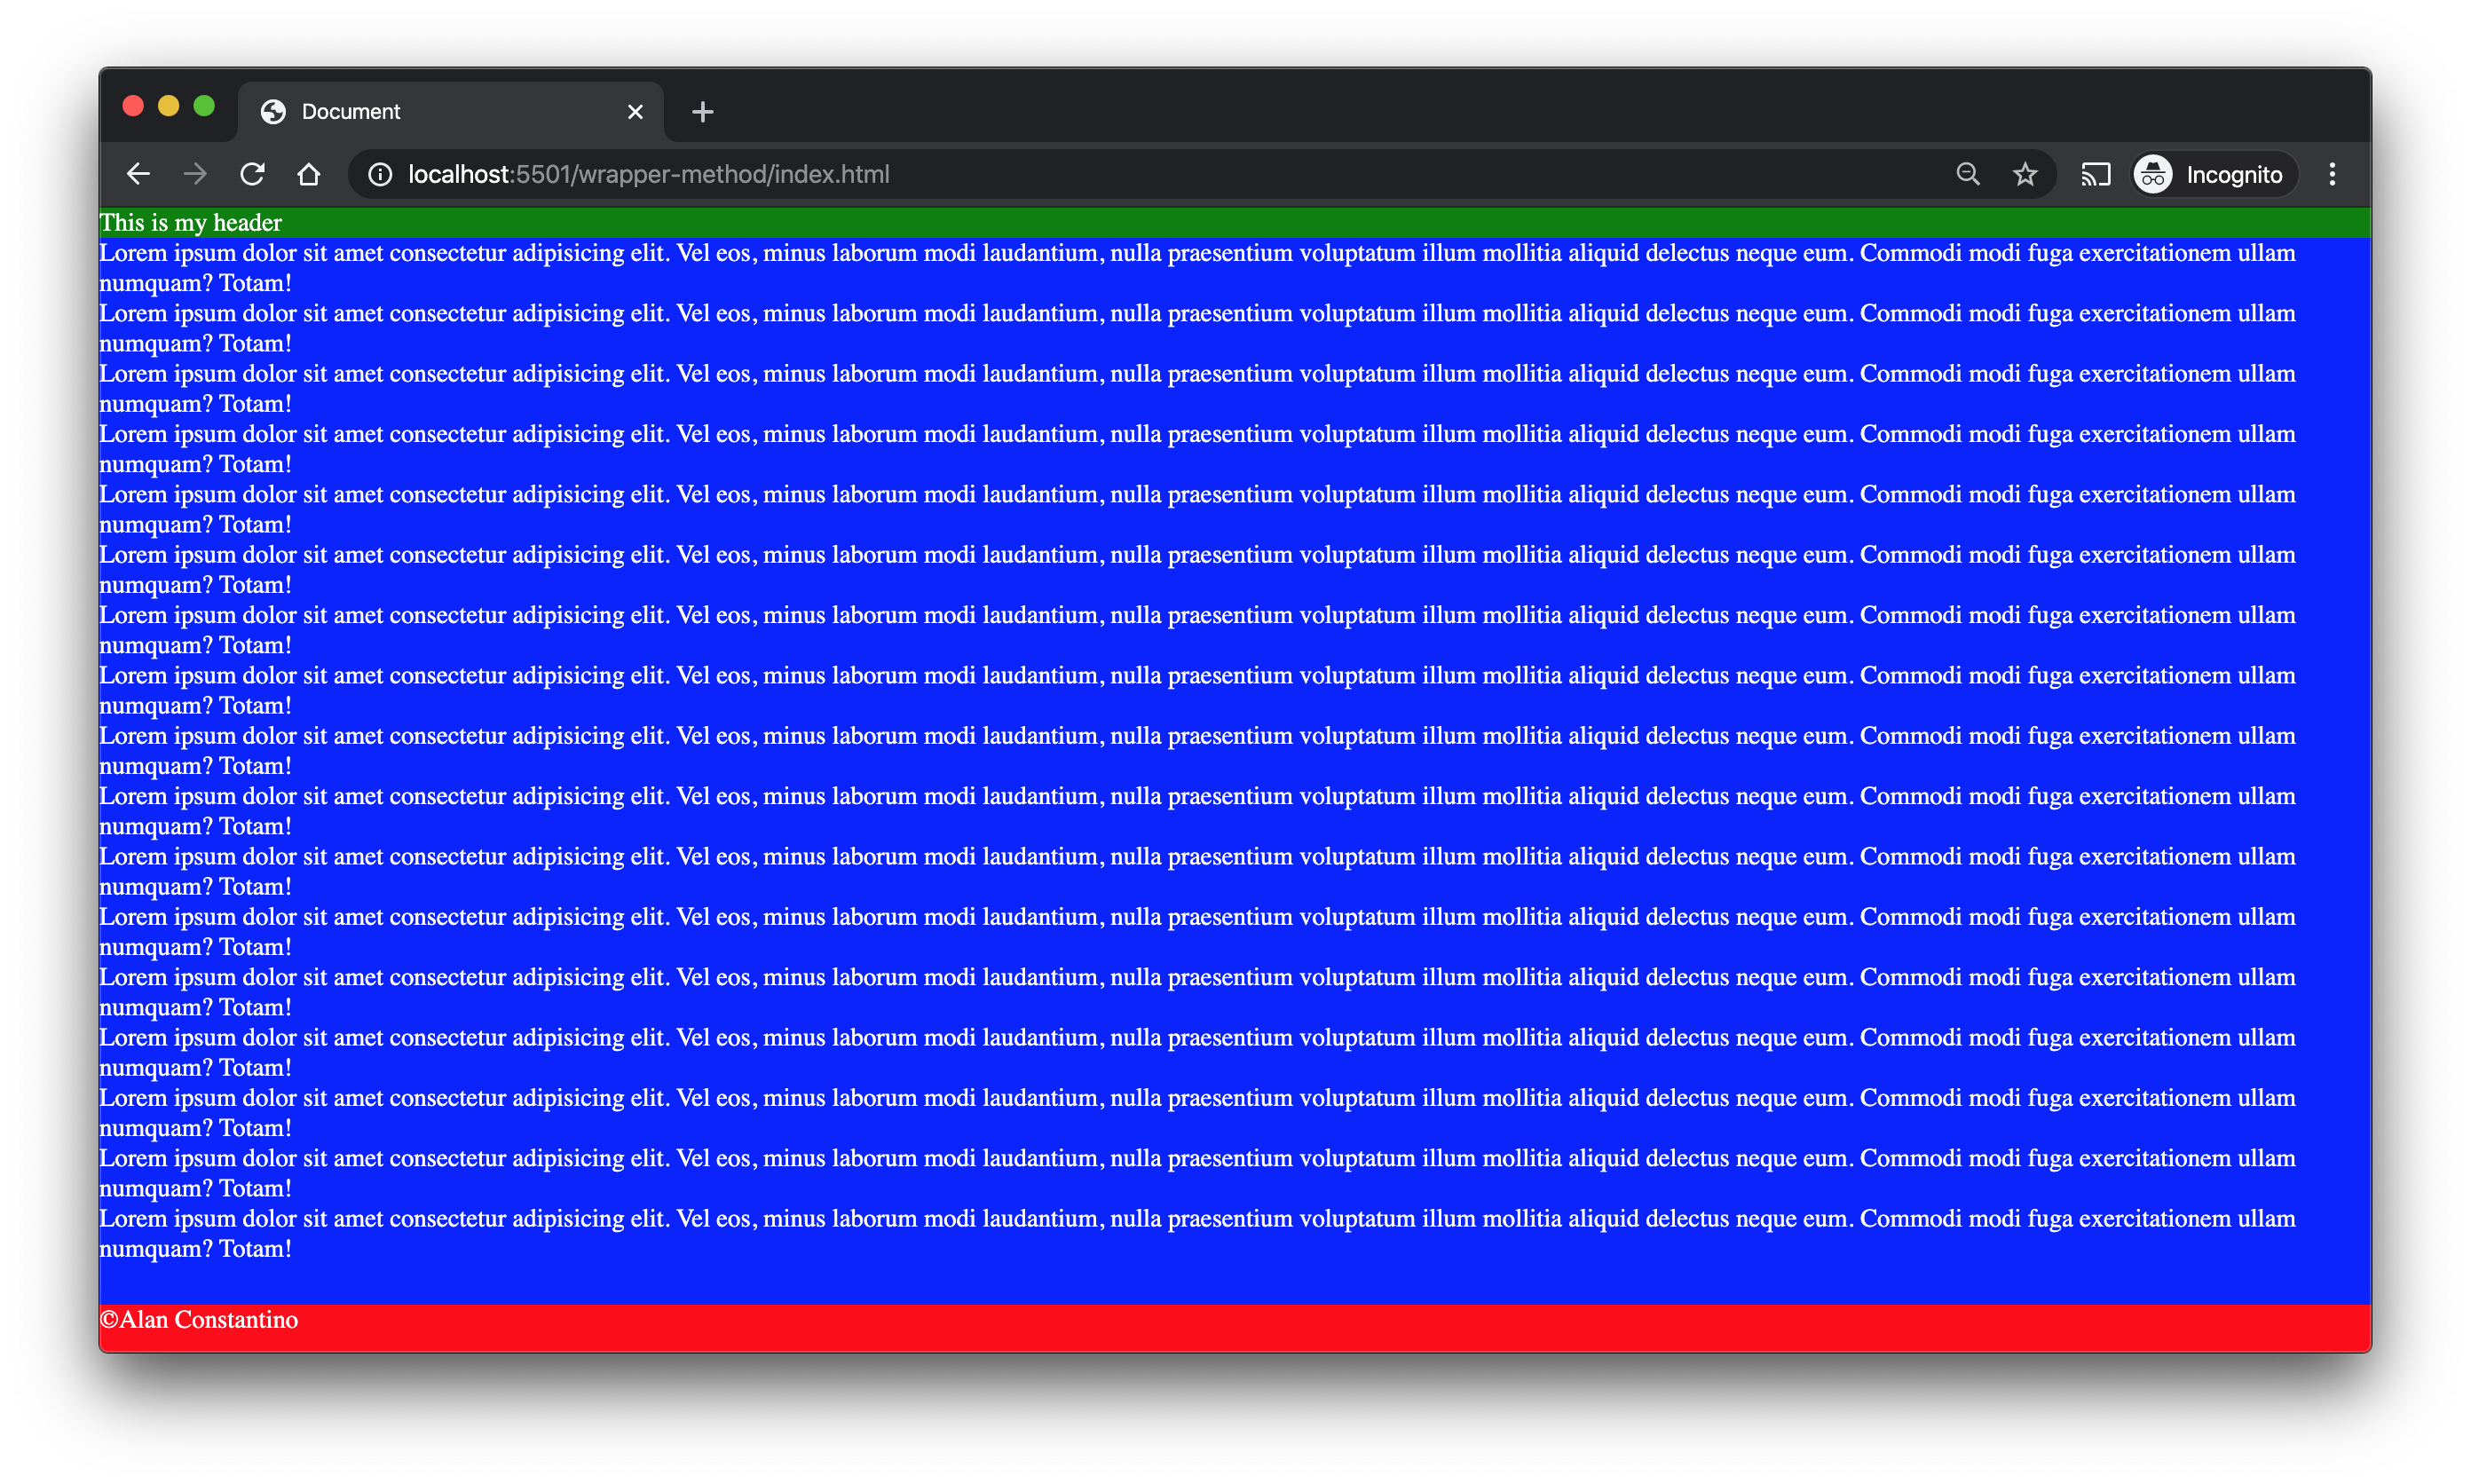 Document
localhost:5501/wrapper-method/index.html
Incognito
This is my header
Lorem ipsum dolor sit amet consectetur adipisicing elit. Vel eos, minus laborum modi laudantium, nulla praesentium voluptatum illum mollitia aliquid delectus neque eum. Commodi modi fuga exercitationem ullam
numquam? Totam!
Lorem ipsum dolor sit amet consectetur adipisicing elit. Vel eos, minus laborum modi laudantium, nulla praesentium voluptatum illum mollitia aliquid delectus neque eum. Commodi modi fuga exercitationem ullam
numquam? Totam!
Lorem ipsum dolor sit amet consectetur adipisicing elit. Vel eos, minus laborum modi laudantium, nulla praesentium voluptatum illum mollitia aliquid delectus neque eum. Commodi modi fuga exercitationem ullam
numquam? Totam!
Lorem ipsum dolor sit amet consectetur adipisicing elit. Vel eos, minus laborum modi laudantium, nulla praesentium voluptatum illum mollitia aliquid delectus neque eum. Commodi modi fuga exercitationem ullam
numquam? Totam!
Lorem ipsum dolor sit amet consectetur adipisicing elit. Vel eos, minus laborum modi laudantium, nulla praesentium voluptatum illum mollitia aliquid delectus neque eum. Commodi modi fuga exercitationem ullam
numquam? Totam!
Lorem ipsum dolor sit amet consectetur adipisicing elit. Vel eos, minus laborum modi laudantium, nulla praesentium voluptatum illum mollitia aliquid delectus neque eum. Commodi modi fuga exercitationem ullam
numquam? Totam!
Lorem ipsum dolor sit amet consectetur adipisicing elit. Vel eos, minus laborum modi laudantium, nulla praesentium voluptatum illum mollitia aliquid delectus neque eum. Commodi modi fuga exercitationem ullam
numquam? Totam!
Lorem ipsum dolor sit amet consectetur adipisicing elit. Vel eos, minus laborum modi laudantium, nulla praesentium voluptatum illum mollitia aliquid delectus neque eum. Commodi modi fuga exercitationem ullam
numquam? Totam!
Lorem ipsum dolor sit amet consectetur adipisicing elit. Vel eos, minus laborum modi laudantium, nulla praesentium voluptatum illum mollitia aliquid delectus neque eum. Commodi modi fuga exercitationem ullam
numquam? Totam!
Lorem ipsum dolor sit amet consectetur adipisicing elit. Vel eos, minus laborum modi laudantium, nulla praesentium voluptatum illum mollitia aliquid delectus neque eum. Commodi modi fuga exercitationem ullam
numquam? Totam!
Lorem ipsum dolor sit amet consectetur adipisicing elit. Vel eos, minus laborum modi laudantium, nulla praesentium voluptatum illum mollitia aliquid delectus neque eum. Commodi modi fuga exercitationem ullam
numquam? Totam!
Lorem ipsum dolor sit amet consectetur adipisicing elit. Vel eos, minus laborum modi laudantium, nulla praesentium voluptatum illum mollitia aliquid delectus neque eum. Commodi modi fuga exercitationem ullam
numquam? Totam!
Lorem ipsum dolor sit amet consectetur adipisicing elit. Vel eos, minus laborum modi laudantium, nulla praesentium voluptatum illum mollitia aliquid delectus neque eum. Commodi modi fuga exercitationem ullam
numquam? Totam!
Lorem ipsum dolor sit amet consectetur adipisicing elit. Vel eos, minus laborum modi laudantium, nulla praesentium voluptatum illum mollitia aliquid delectus neque eum. Commodi modi fuga exercitationem ullam
numquam? Totam!
Lorem ipsum dolor sit amet consectetur adipisicing elit. Vel eos, minus laborum modi laudantium, nulla praesentium voluptatum illum mollitia aliquid delectus neque eum. Commodi modi fuga exercitationem ullam
numquam? Totam!
Lorem ipsum dolor sit amet consectetur adipisicing elit. Vel eos, minus laborum modi laudantium, nulla praesentium voluptatum illum mollitia aliquid delectus neque eum. Commodi modi fuga exercitationem ullam
numquam? Totam!
Lorem ipsum dolor sit amet consectetur adipisicing elit. Vel eos, minus laborum modi laudantium, nulla praesentium voluptatum illum mollitia aliquid delectus neque eum. Commodi modi fuga exercitationem ullam
numquam? Totam!
©Alan Constantino